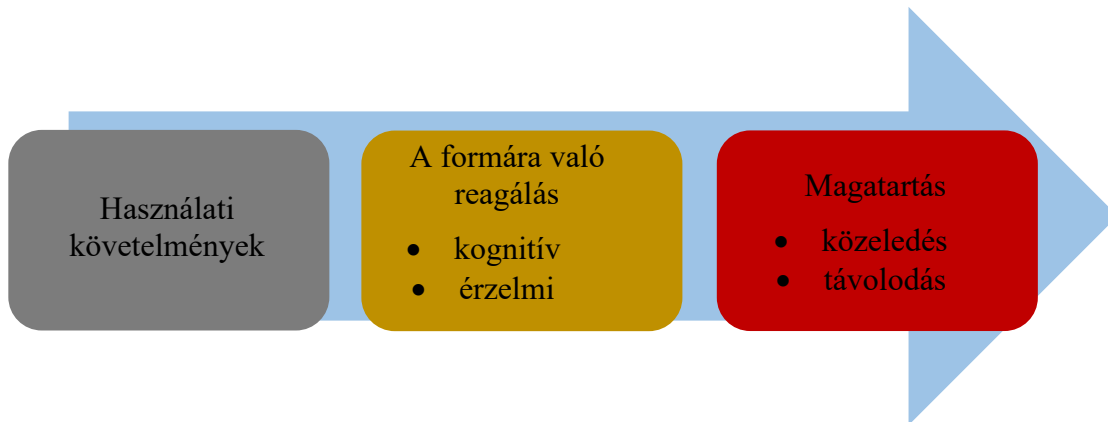 Használati
követelmények
A formára való
reagálás
• kognitív
• érzelmi
Magatartás
• közeledés
• távolodás